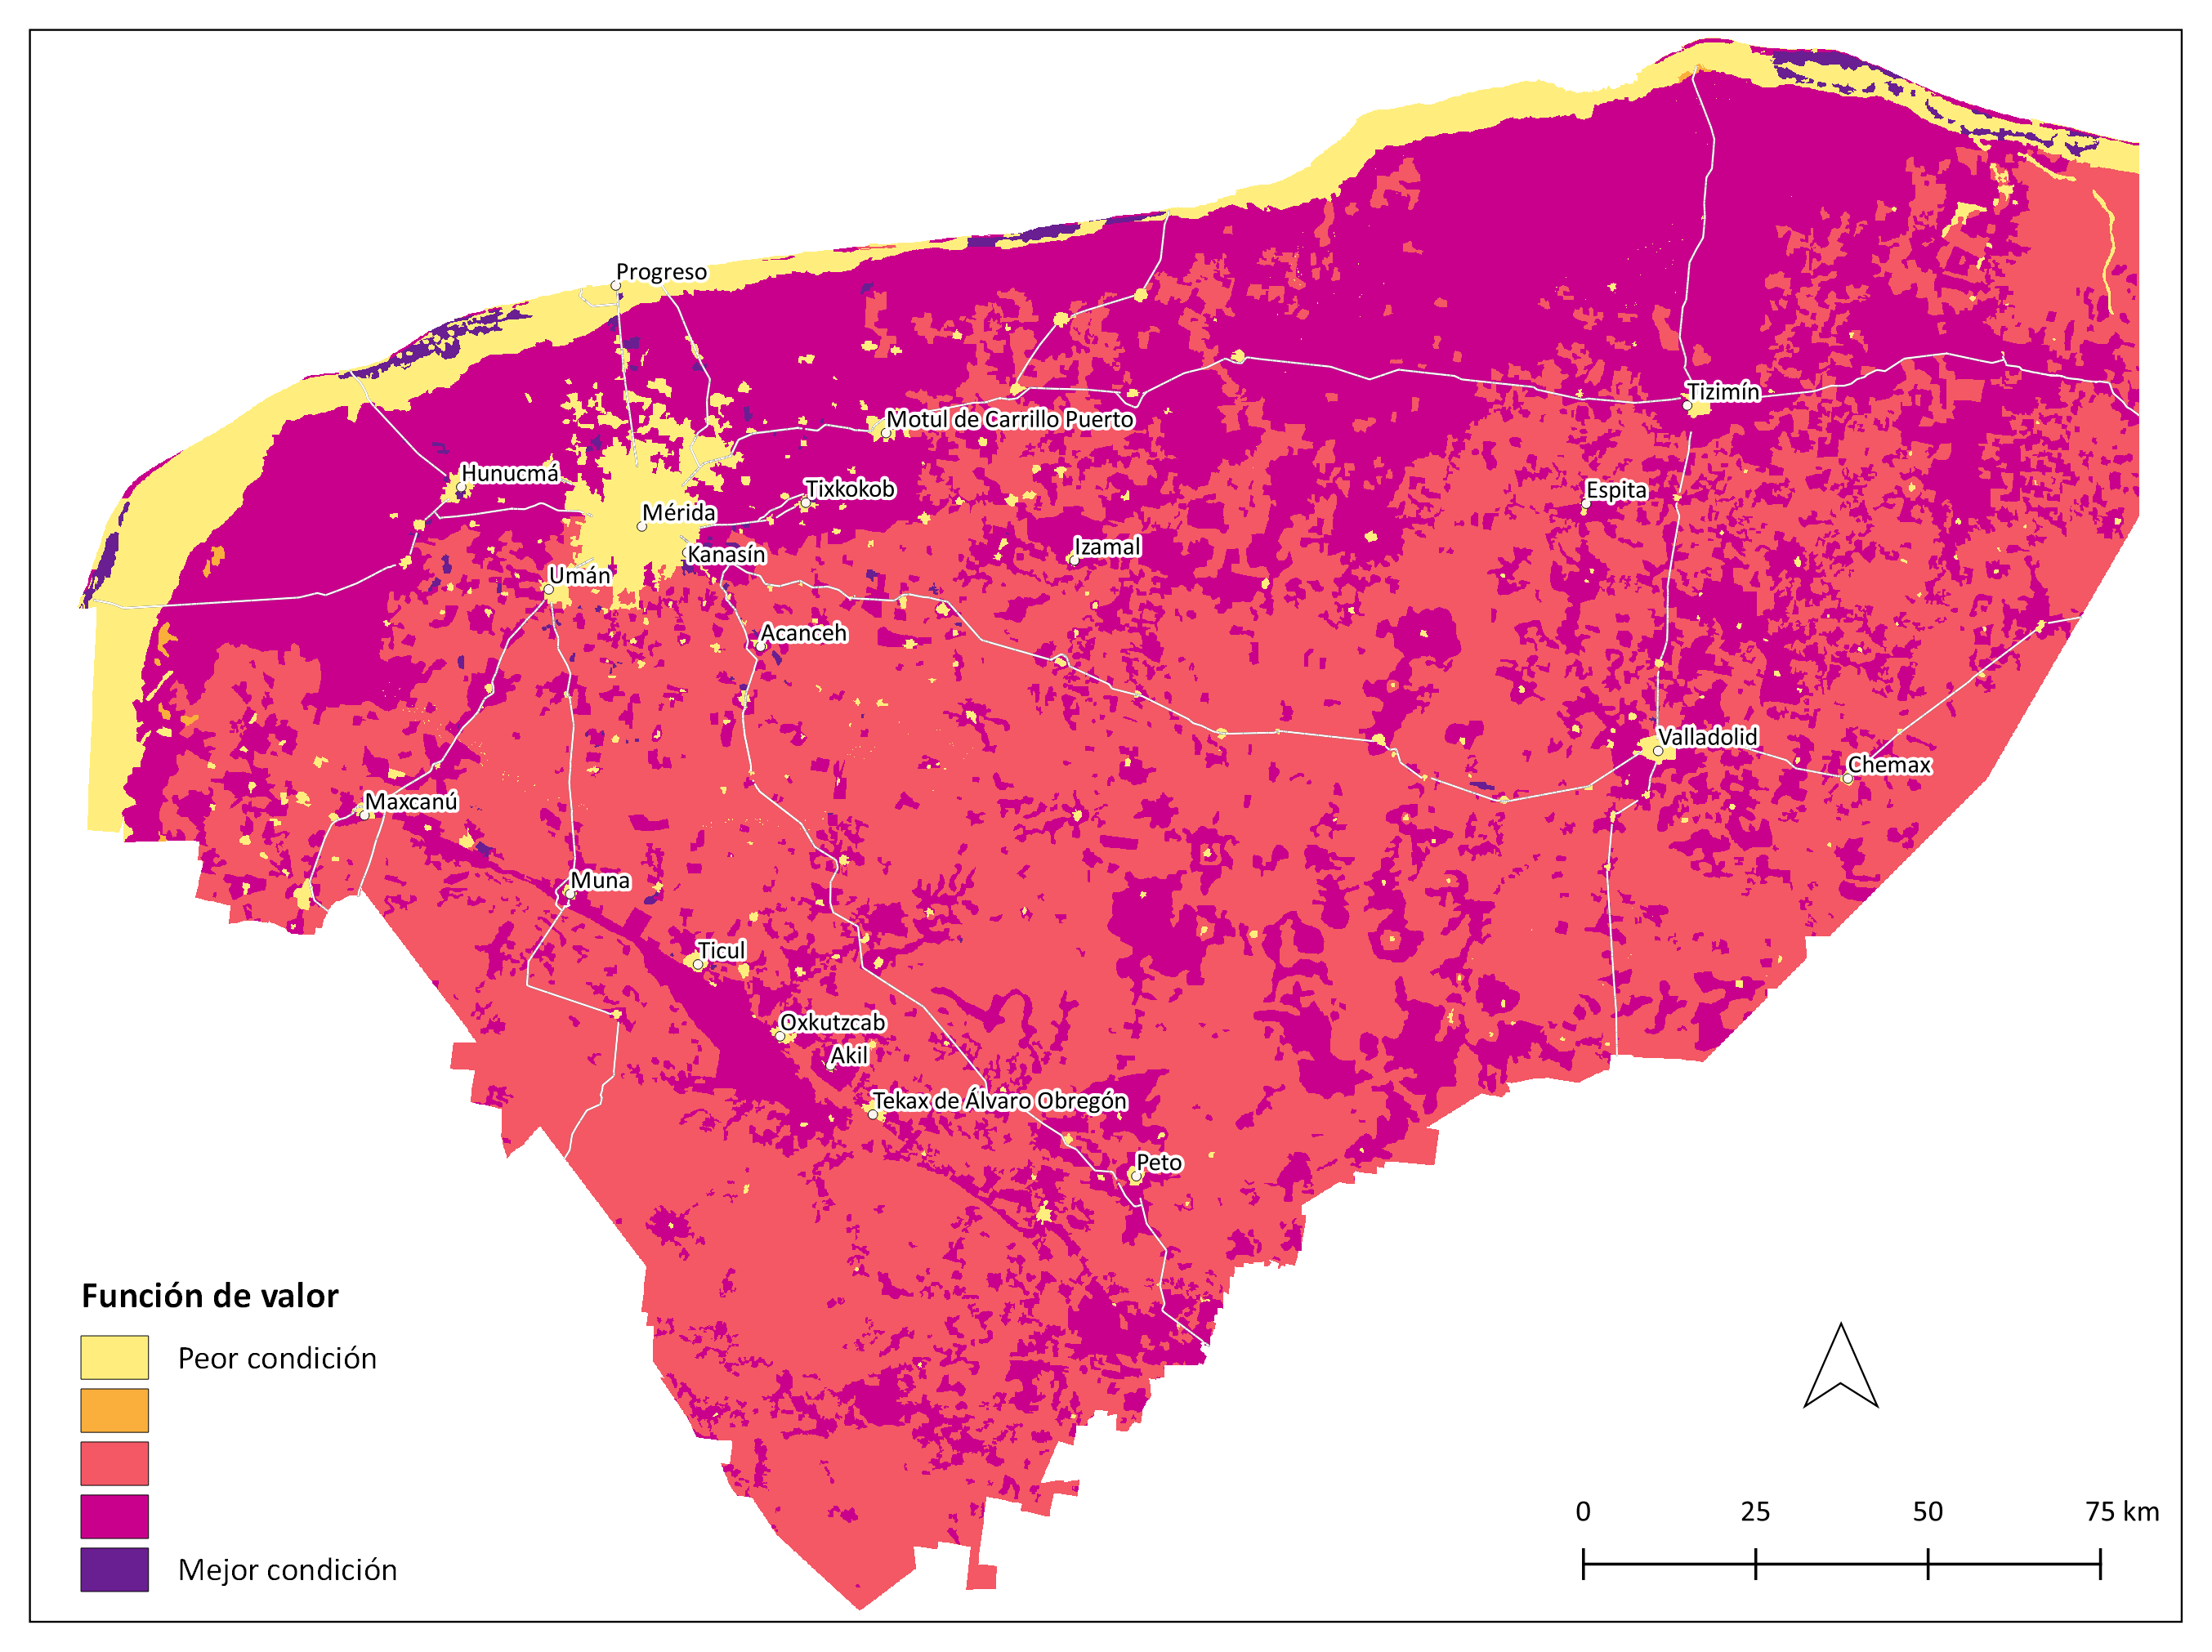 Progreso
Tizimín
Motul de Carrillo Puerto
Hunucmá
Tixkokob
Espita
Mérida
Izamal
Kanasín
Umán
Acanceh
Valladolid
Chemax
Maxcanú
Muna
Ticul
Oxkutzcab
Akil
Tekax de Álvaro Obregón
Peto
Función de valor
Peor condición
Mejor condición
0 25 50 75 km